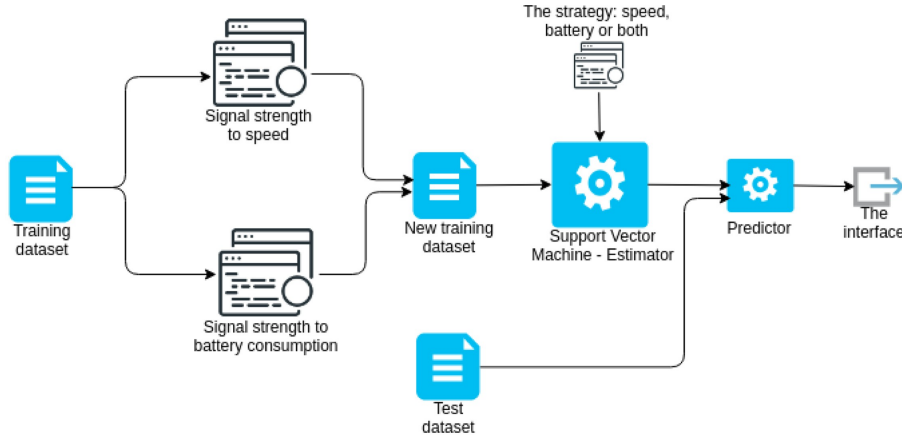 The strategy: speed,
battery or both
Signal strength
to speed
Training
dataset
New training
dataset
Support Vector
Machine - Estimator
Predictor
The
interface
Signal strength to
battery consumption
Test
dataset